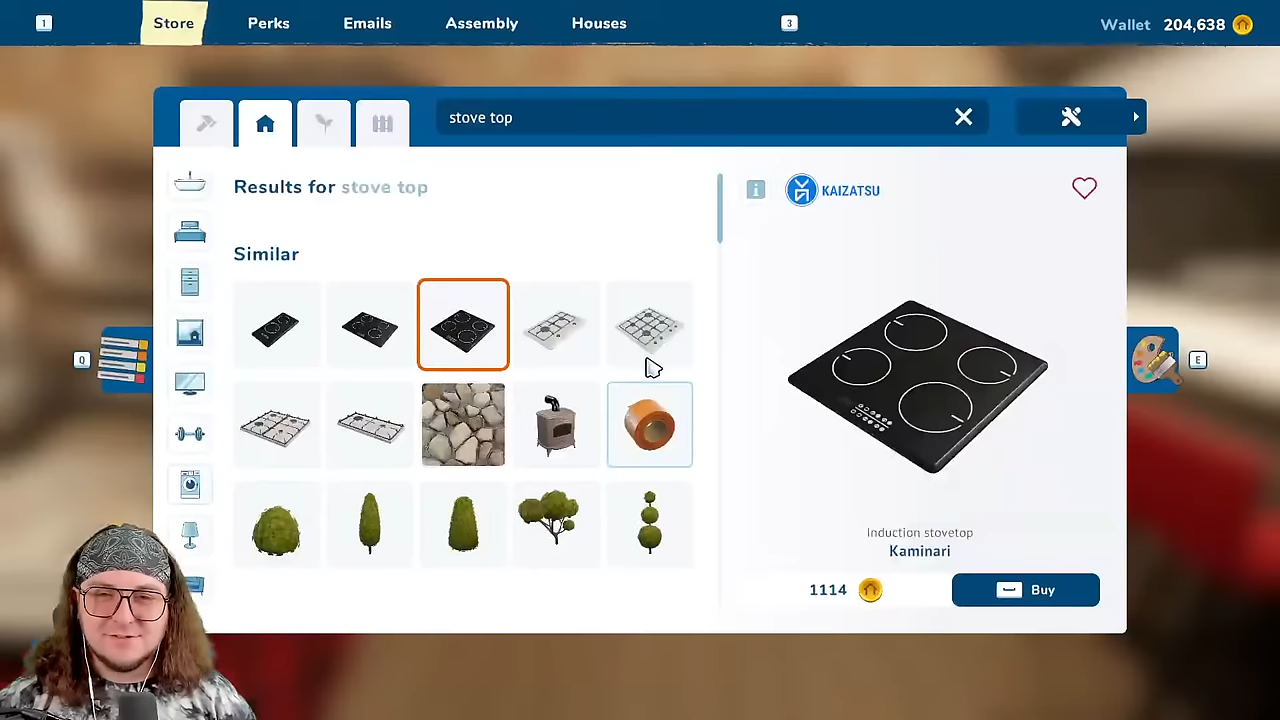 1
Store
Perks
Emails
Assembly
Houses
3
Wallet 204,638
stove top
Results for stove top
KAIZATSU
Similar
Q
E
Induction stovetop
Kaminari
1114
Buy